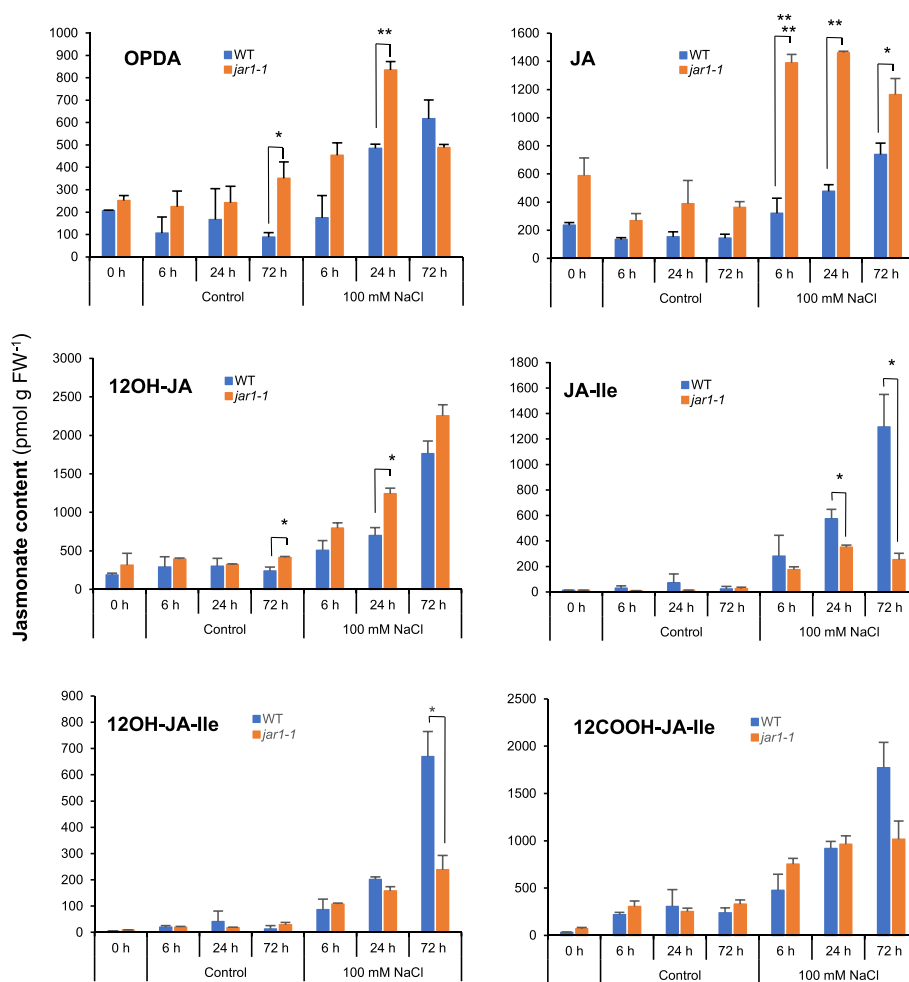 OPDA
WT
jar1-1
**
*
1000
900
800
700
600
500
400
300
200
100
0
0 h 6 h 24 h 72 h 6 h 24 h 72 h
Control 100 mM NaCl
JA
WT
jar1-1
**
**
**
*
1600
1400
1200
1000
800
600
400
200
0
0 h 6 h 24 h 72 h 6 h 24 h 72 h
Control 100 mM NaCl
Jasmonate content (pmol g FW-1)
12OH-JA
WT
jar1-1
*
*
3000
2500
2000
1500
1000
500
0
0 h 6 h 24 h 72 h 6 h 24 h 72 h
Control 100 mM NaCl
JA-Ile
WT
jar1-1
*
*
1800
1600
1400
1200
1000
800
600
400
200
0
0 h 6 h 24 h 72 h 6 h 24 h 72 h
Control 100 mM NaCl
12OH-JA-Ile
WT
jar1-1
*
900
800
700
600
500
400
300
200
100
0
0 h 6 h 24 h 72 h 6 h 24 h 72 h
Control 100 mM NaCl
12COOH-JA-Ile
WT
jar1-1
2500
2000
1500
1000
500
0
0 h 6 h 24 h 72 h 6 h 24 h 72 h
Control 100 mM NaCl